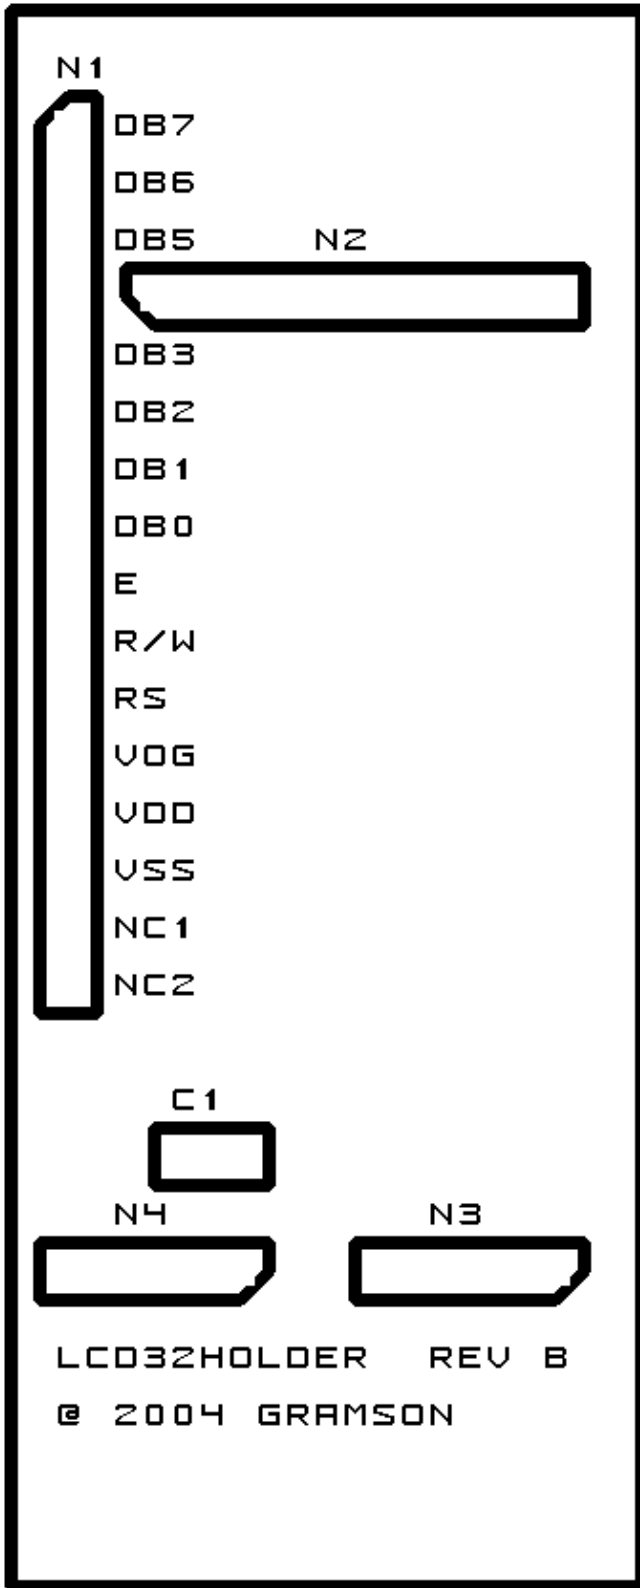 N1
DB7
DB6
DB5 N2
DB3
DB2
DB1
DB0
E
R/W
RS
VOG
VDD
VSS
NC1
NC2
C1
N4 N3
LCD32HOLDER REV B
@ 2004 GRAMSON